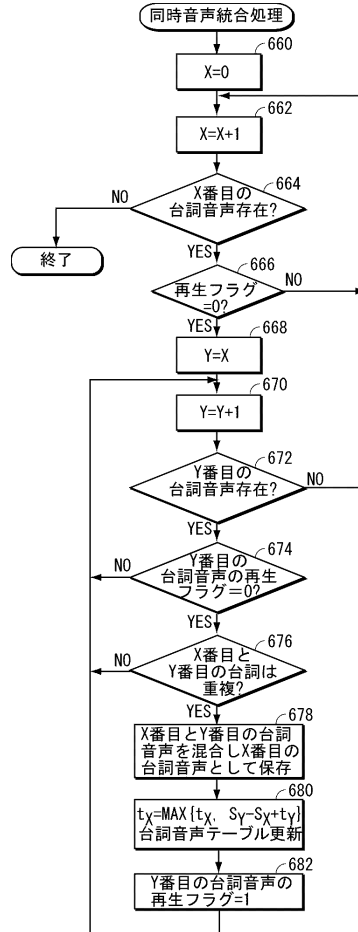 同時音声統合処理
660
X=0
662
X=X+1
664
X番目の
台詞音声存在?
NO
YES
終了
666
再生フラグ
=0?
NO
YES
668
Y=X
670
Y=Y+1
672
Y番目の
台詞音声存在?
NO
YES
674
Y番目の
台詞音声の再生
フラグ=0?
NO
YES
676
X番目と
Y番目の台詞は
重複?
NO
YES
678
X番目とY番目の台詞
音声を混合しX番目の
台詞音声として保存
680
tX=MAX{tX, SY-SX+tY}
台詞音声テーブル更新
682
Y番目の台詞音声の
再生フラグ=1